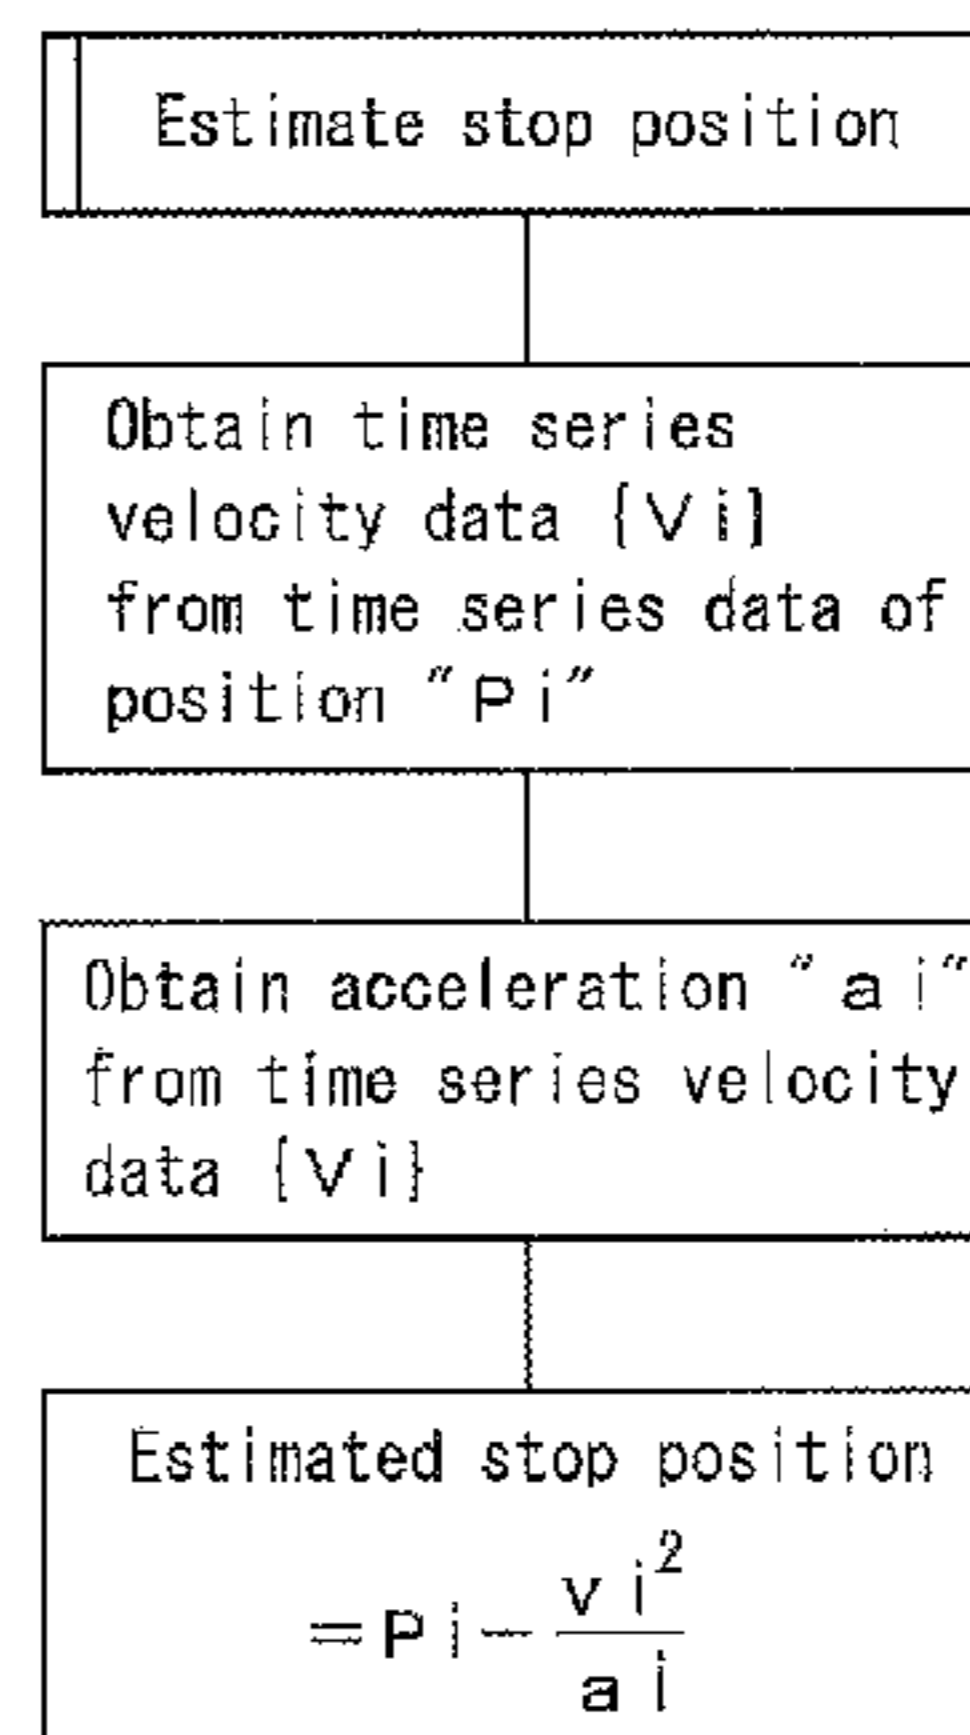 Estimate stop position
Obtain time series
velocity data {Vi}
from time series data of
position "Pi"
Obtain acceleration "ai"
from time series velocity
data {Vi}
Estimated stop position
=Pi−vi²/ai